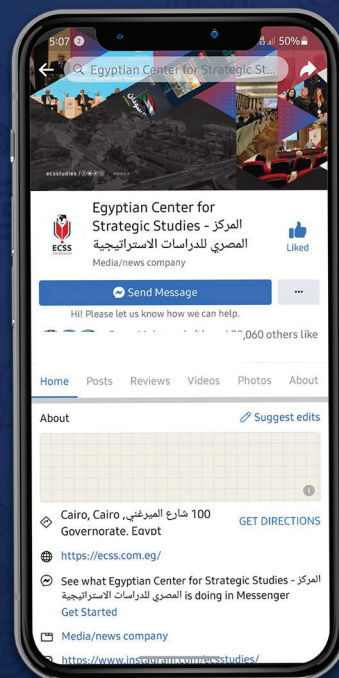 5:07 2 50%
Egyptian Center for Strategic St...
سودان
ecsstudies /
ECSS
Egyptian Center for
Strategic Studies - المركز
المصري للدراسات الاستراتيجية
Media/news company
Liked
Send Message
...
Hi! Please let us know how we can help.
,060 others like
Home Posts Reviews Videos Photos About
About
Suggest edits
Cairo, Cairo ,شارع الميرغني 100
Governorate, Egypt
GET DIRECTIONS
https://ecss.com.eg/
See what Egyptian Center for Strategic Studies - المركز
المصري للدراسات الاستراتيجية is doing in Messenger
Get Started
Media/news company
https://www.instagram.com/ecsstudies/